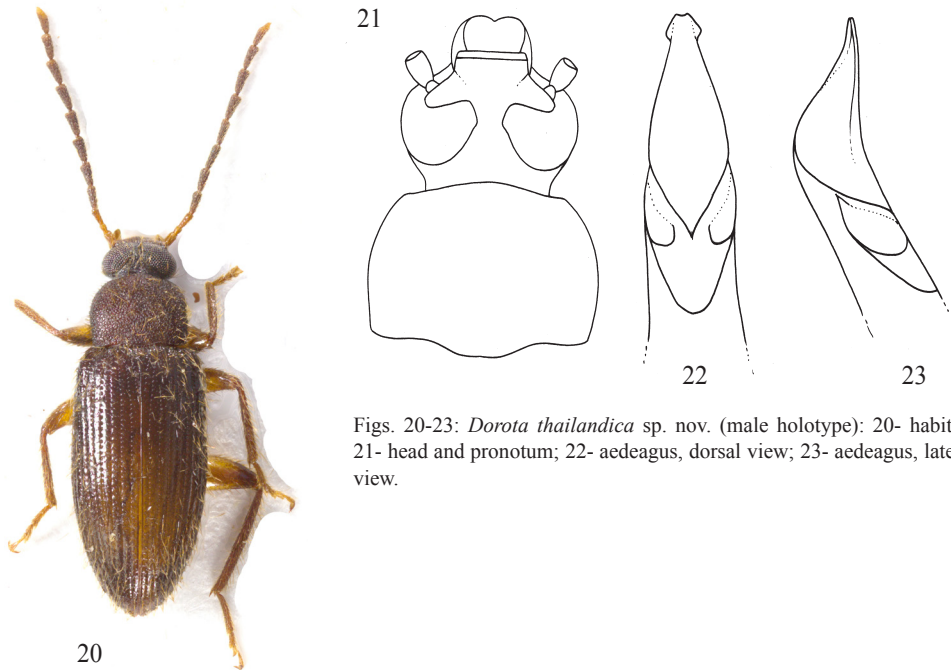 21
22
23
Figs. 20-23: Dorota thailandica sp. nov. (male holotype): 20- habit
21- head and pronotum; 22- aedeagus, dorsal view; 23- aedeagus, late
view.
20